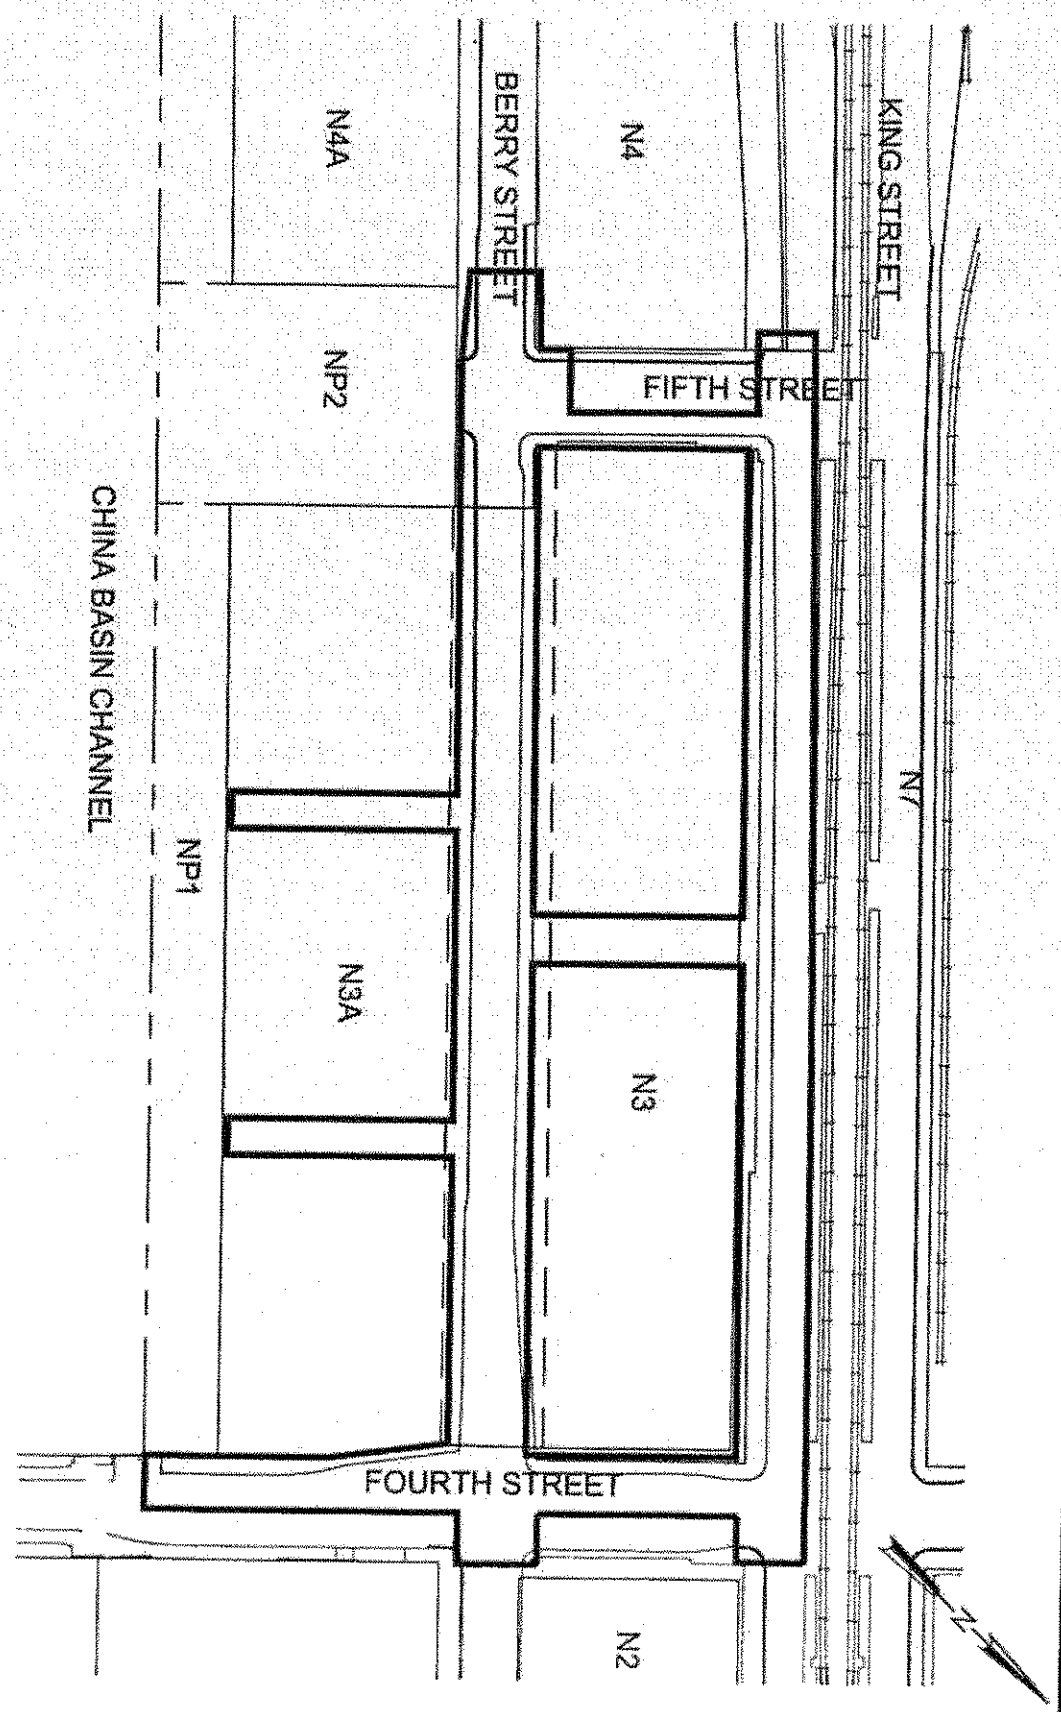 N4A
BERRY STREET
N4
KING STREET
NP2
FIFTH STREET
CHINA BASIN CHANNEL
NP1
N7
N3A
N3
FOURTH STREET
N2
N